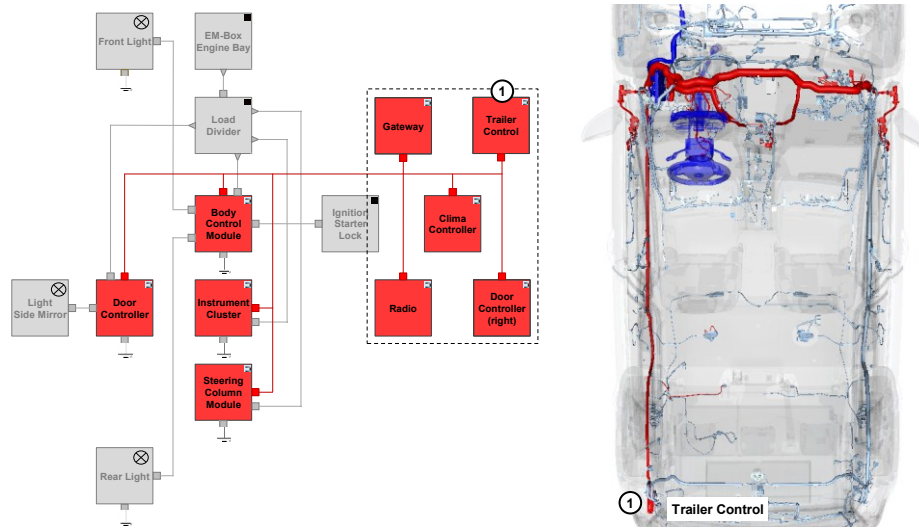 Front Light
EM-Box
Engine Bay
1
Load
Divider
Gateway
Trailer
Control
Body
Control
Module
Ignition
Starter
Lock
Clima
Controller
Light
Side Mirror
Door
Controller
Instrument
Cluster
Radio
Door
Controller
(right)
Steering
Column
Module
Rear Light
1
Trailer Control